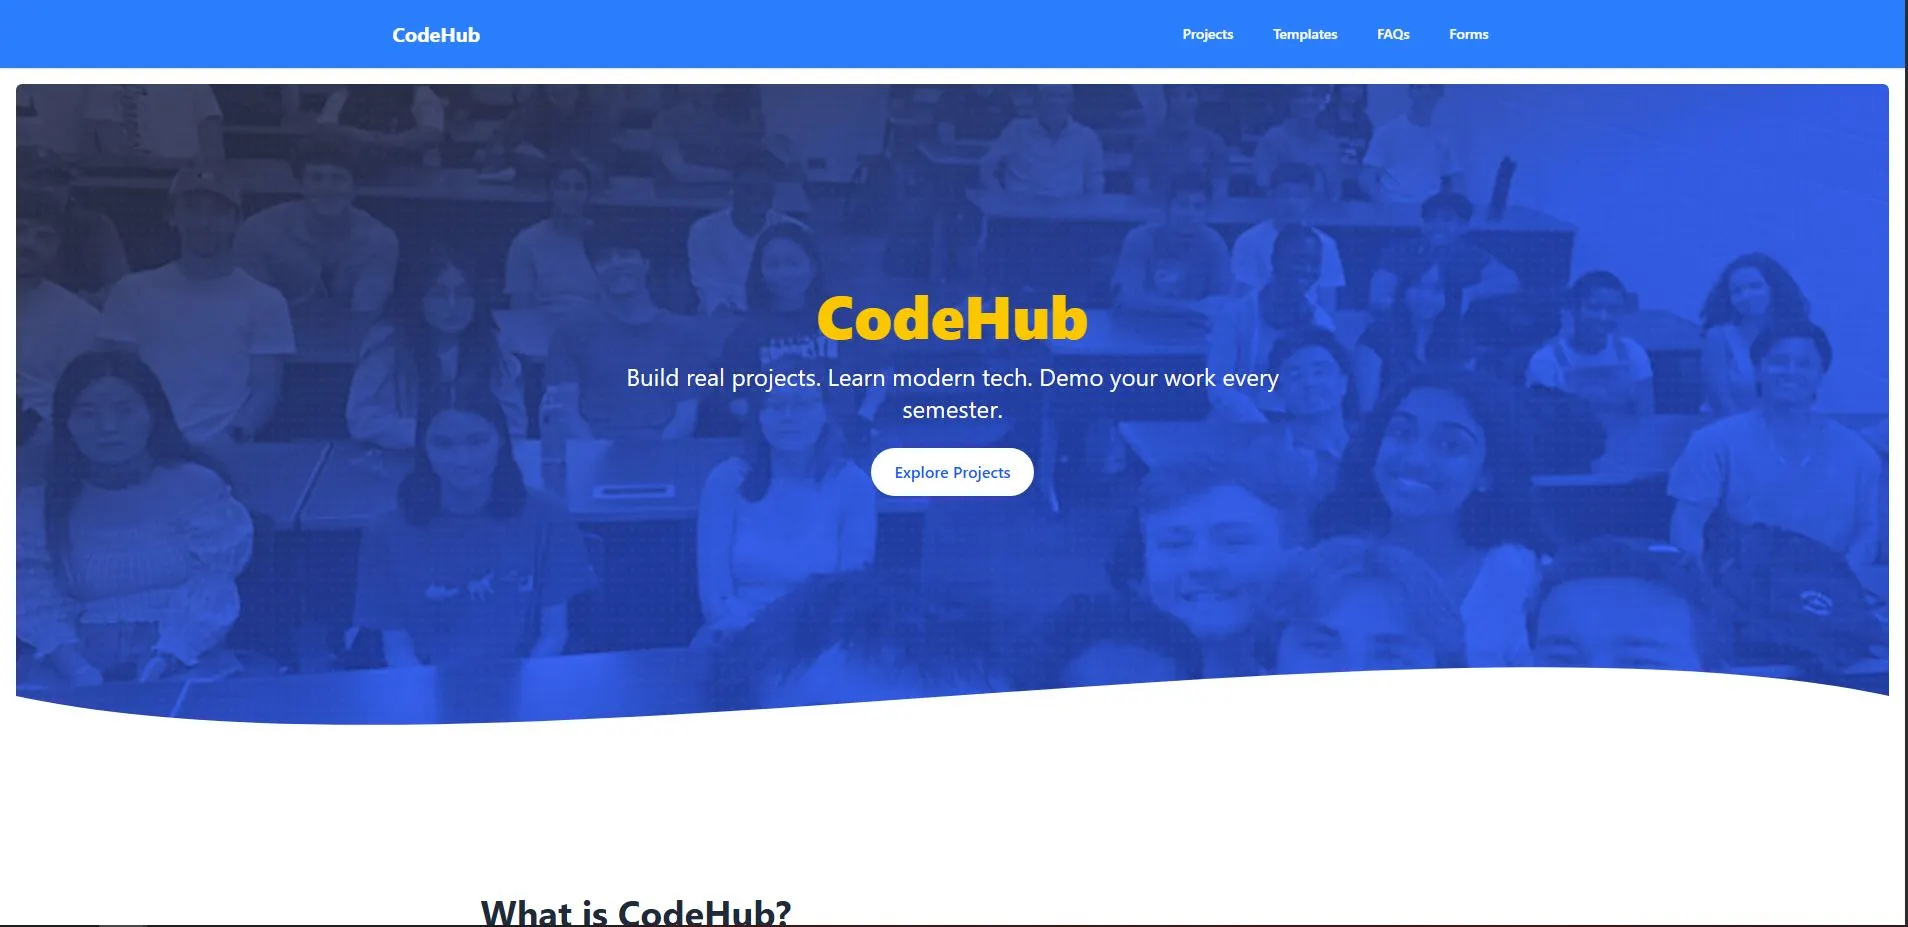 CodeHub
Projects Templates FAQs Forms
CodeHub
Build real projects. Learn modern tech. Demo your work every
semester.
Explore Projects
What is CodeHub?